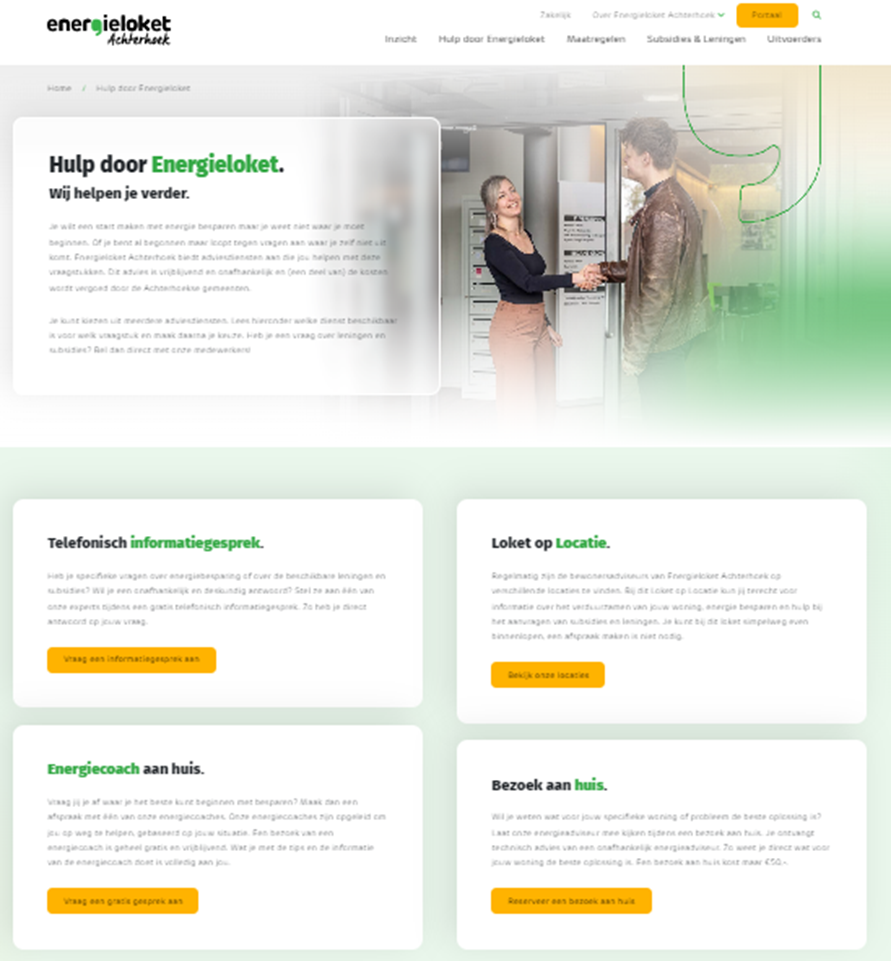 energieloket
Achterhoek
Zakelijk
Over Energieloket Achterhoek
Portaal
Inzicht
Hulp door Energieloket
Maatregelen
Subsidies & Leningen
Uitvoerders
Home / Hulp door Energieloket
Hulp door Energieloket.
Wij helpen je verder.
Je wilt een start maken met energie besparen maar je weet niet waar je moet
beginnen. Of je bent al begonnen maar loopt tegen vragen aan waar je zelf niet uit
komt. Energieloket Achterhoek biedt adviesdiensten aan die jou helpen met deze
vraagstukken. Dit advies is vrijblijvend en onafhankelijk en (een deel van) de kosten
wordt vergoed door de Achterhoekse gemeenten.
Je kunt kiezen uit meerdere adviesdiensten. Lees hieronder welke dienst beschikbaar
is voor welk vraagstuk en maak daarna je keuze. Heb je een vraag over leningen en
subsidies? Bel dan direct met onze medewerkers!
Telefonisch informatiegesprek.
Heb je specifieke vragen over energiebesparing of over de beschikbare leningen en
subsidies? Wil je een onafhankelijk en deskundig antwoord? Stel ze aan één van
onze experts tijdens een gratis telefonisch informatiegesprek. Zo heb je direct
antwoord op jouw vraag.
Vraag een informatiegesprek aan
Loket op Locatie.
Regelmatig zijn de bewonersadviseurs van Energieloket Achterhoek op
verschillende locaties te vinden. Bij dit Loket op Locatie kun jij terecht voor
informatie over het verduurzamen van jouw woning, energie besparen en hulp bij
het aanvragen van subsidies en leningen. Je kunt bij dit loket simpelweg even
binnenlopen, een afspraak maken is niet nodig.
Bekijk onze locaties
Energiecoach aan huis.
Vraag jij je af waar je het beste kunt beginnen met besparen? Maak dan een
afspraak met één van onze energiecoaches. Onze energiecoaches zijn opgeleid om
jou op weg te helpen, gebaseerd op jouw situatie. Een bezoek van een
energiecoach is geheel gratis en vrijblijvend. Wat je met de tips en de informatie
van de energiecoach doet is volledig aan jou.
Vraag een gratis gesprek aan
Bezoek aan huis.
Wil je weten wat voor jouw specifieke woning of probleem de beste oplossing is?
Laat onze energieadviseur mee kijken tijdens een bezoek aan huis. Je ontvangt
technisch advies van een onafhankelijk energieadviseur. Zo weet je direct wat voor
jouw woning de beste oplossing is. Een bezoek aan huis kost maar €50,-.
Reserveer een bezoek aan huis